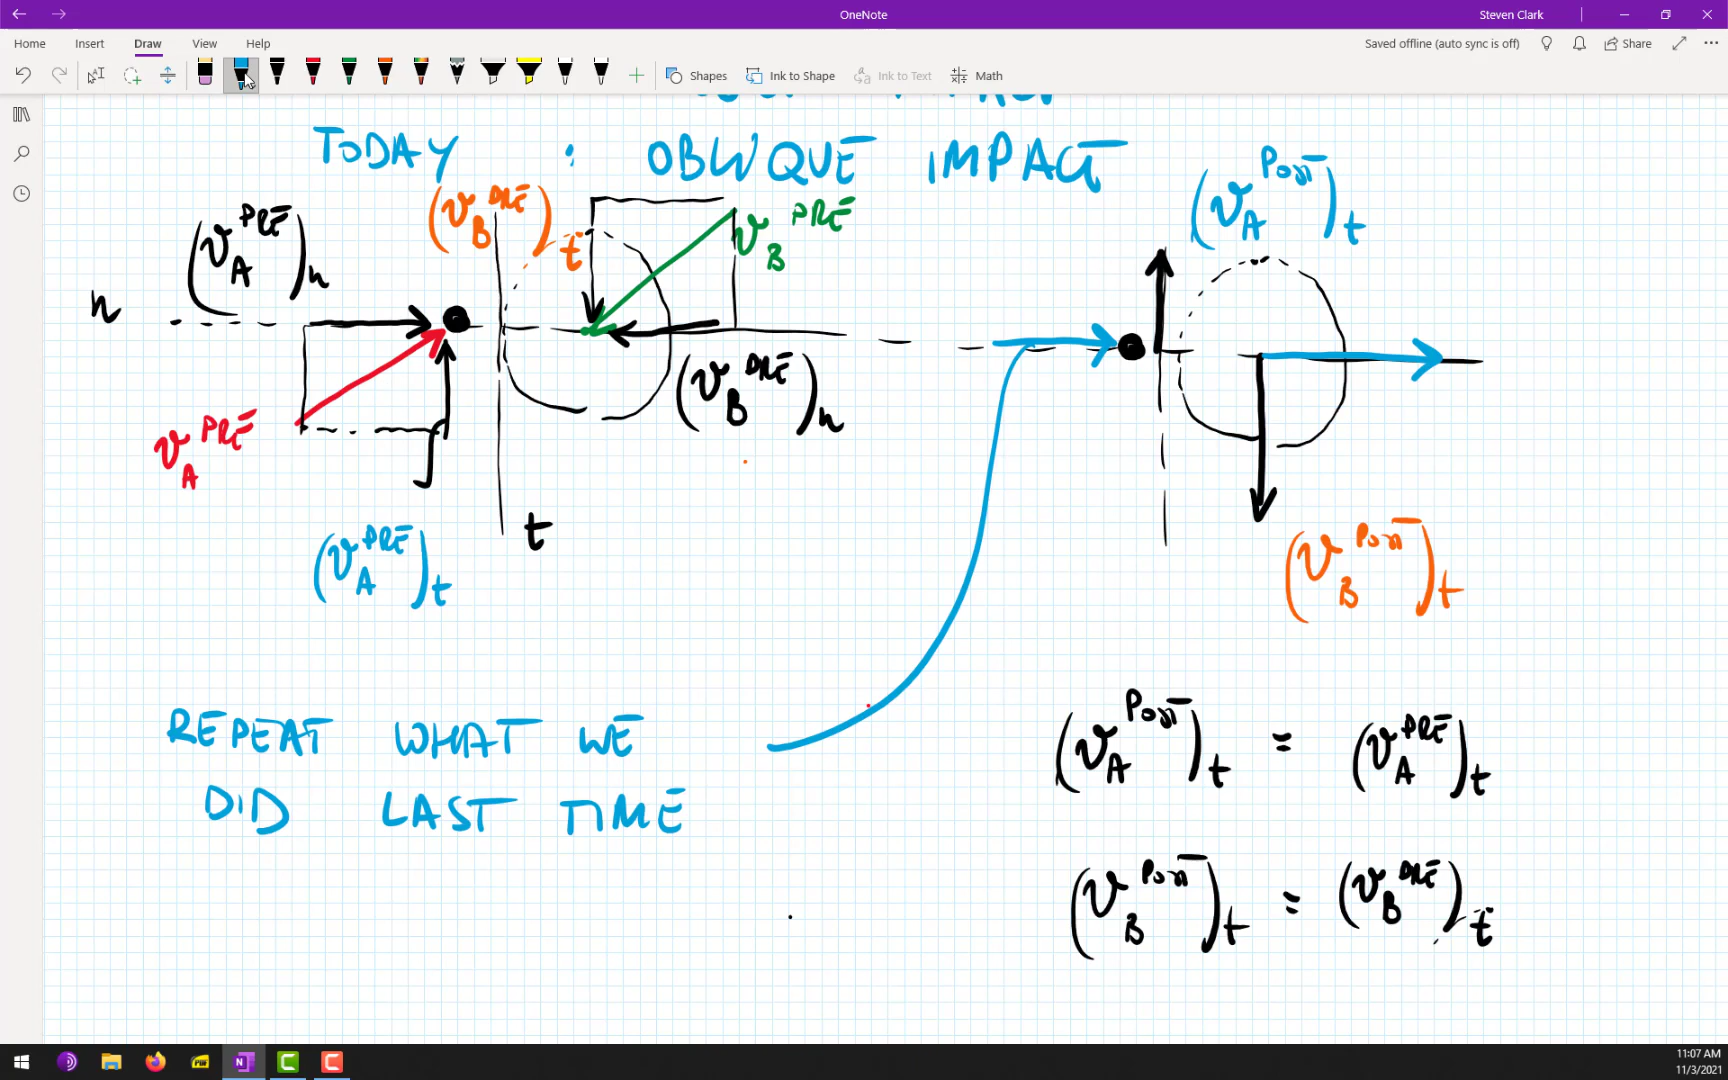 OneNote
Steven Clark
Home Insert Draw View Help
Saved offline (auto sync is off)
Share
Shapes
Ink to Shape
Ink to Text
Math
TODAY : OBLIQUE IMPACT
(v_A^PRE)_n
(v_B^PRE)_t
v_B^PRE
(v_A^POST)_t
n
v_A^PRE
(v_B^PRE)_n
t
(v_A^PRE)_t
(v_B^POST)_t
REPEAT WHAT WE
DID LAST TIME
(v_A^POST)_t = (v_A^PRE)_t
(v_B^POST)_t = (v_B^PRE)_t
11:07 AM
11/3/2021